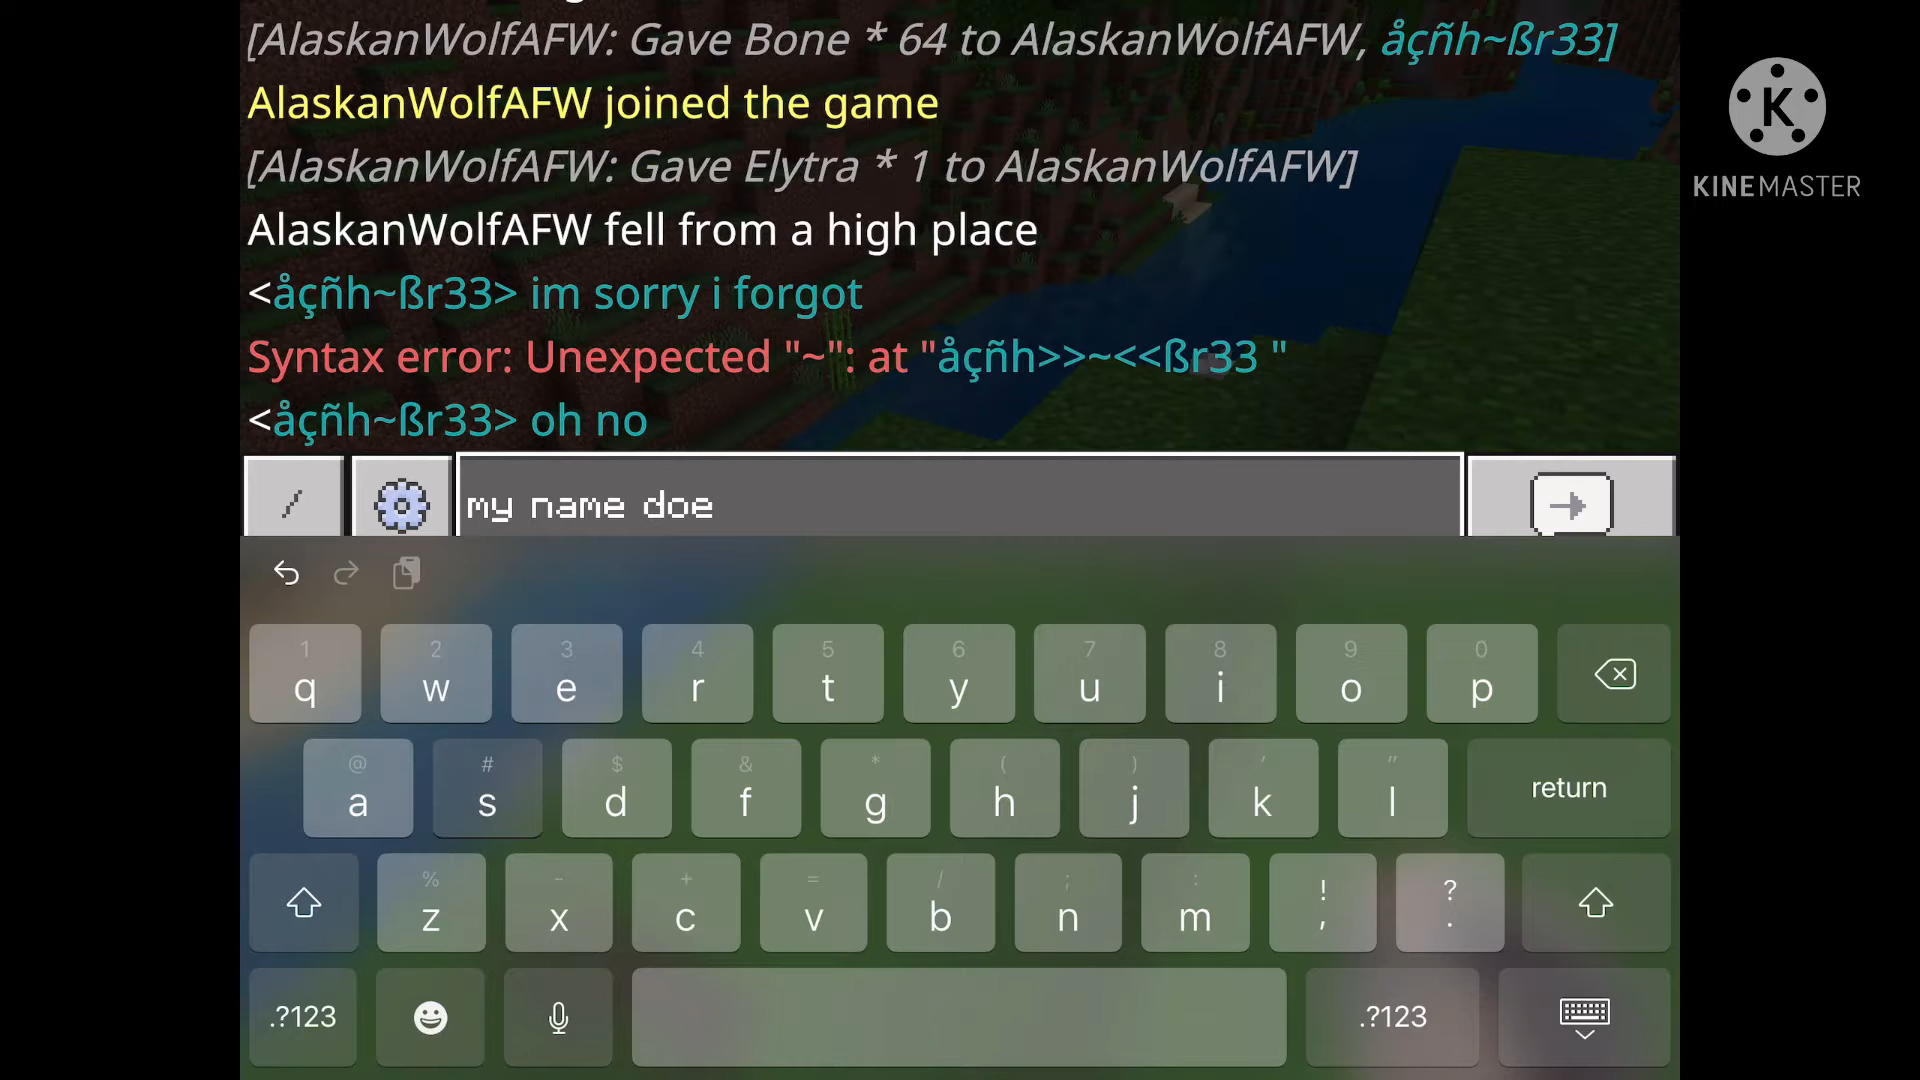 [AlaskanWolfAFW: Gave Bone * 64 to AlaskanWolfAFW, åçñh~ßr33]
AlaskanWolfAFW joined the game
[AlaskanWolfAFW: Gave Elytra * 1 to AlaskanWolfAFW]
AlaskanWolfAFW fell from a high place
<åçñh~ßr33> im sorry i forgot
Syntax error: Unexpected "~": at "åçñh>>~<<ßr33 "
<åçñh~ßr33> oh no
/ my name doe
K
KINEMASTER
1 2 3 4 5 6 7 8 9 0
q w e r t y u i o p
@ # $ & * ( ) ' "
a s d f g h j k l return
% - + = / ; : ! ?
z x c v b n m , .
.?123 .?123